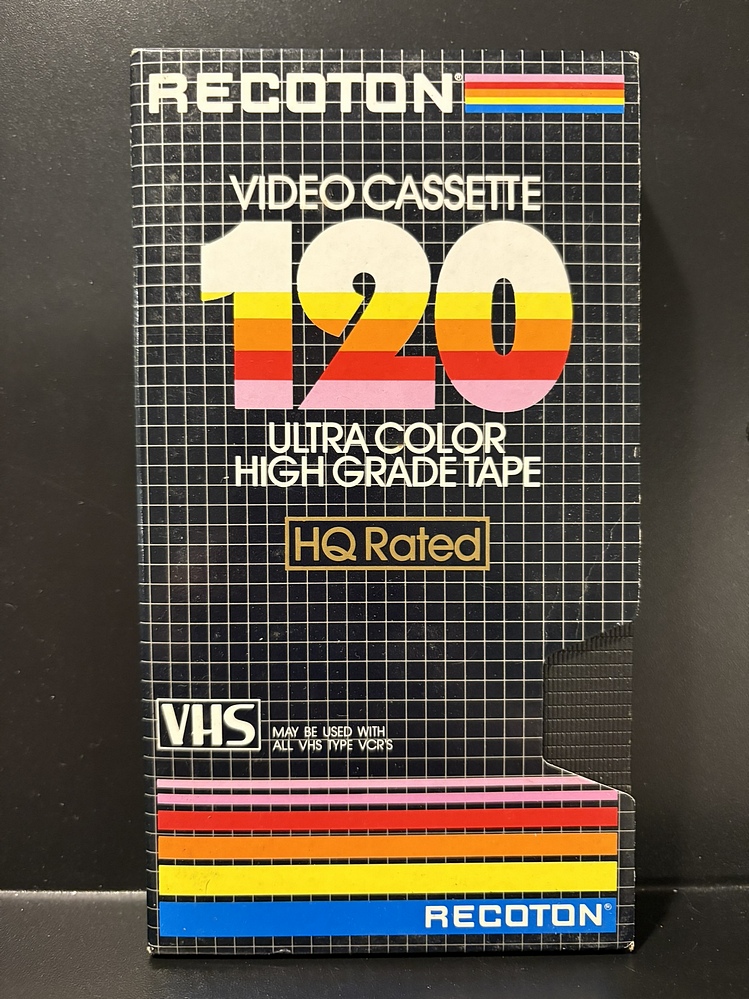 RECOTON®
VIDEO CASSETTE
120
ULTRA COLOR
HIGH GRADE TAPE
HQ Rated
VHS
MAY BE USED WITH
ALL VHS TYPE VCR'S
RECOTON®